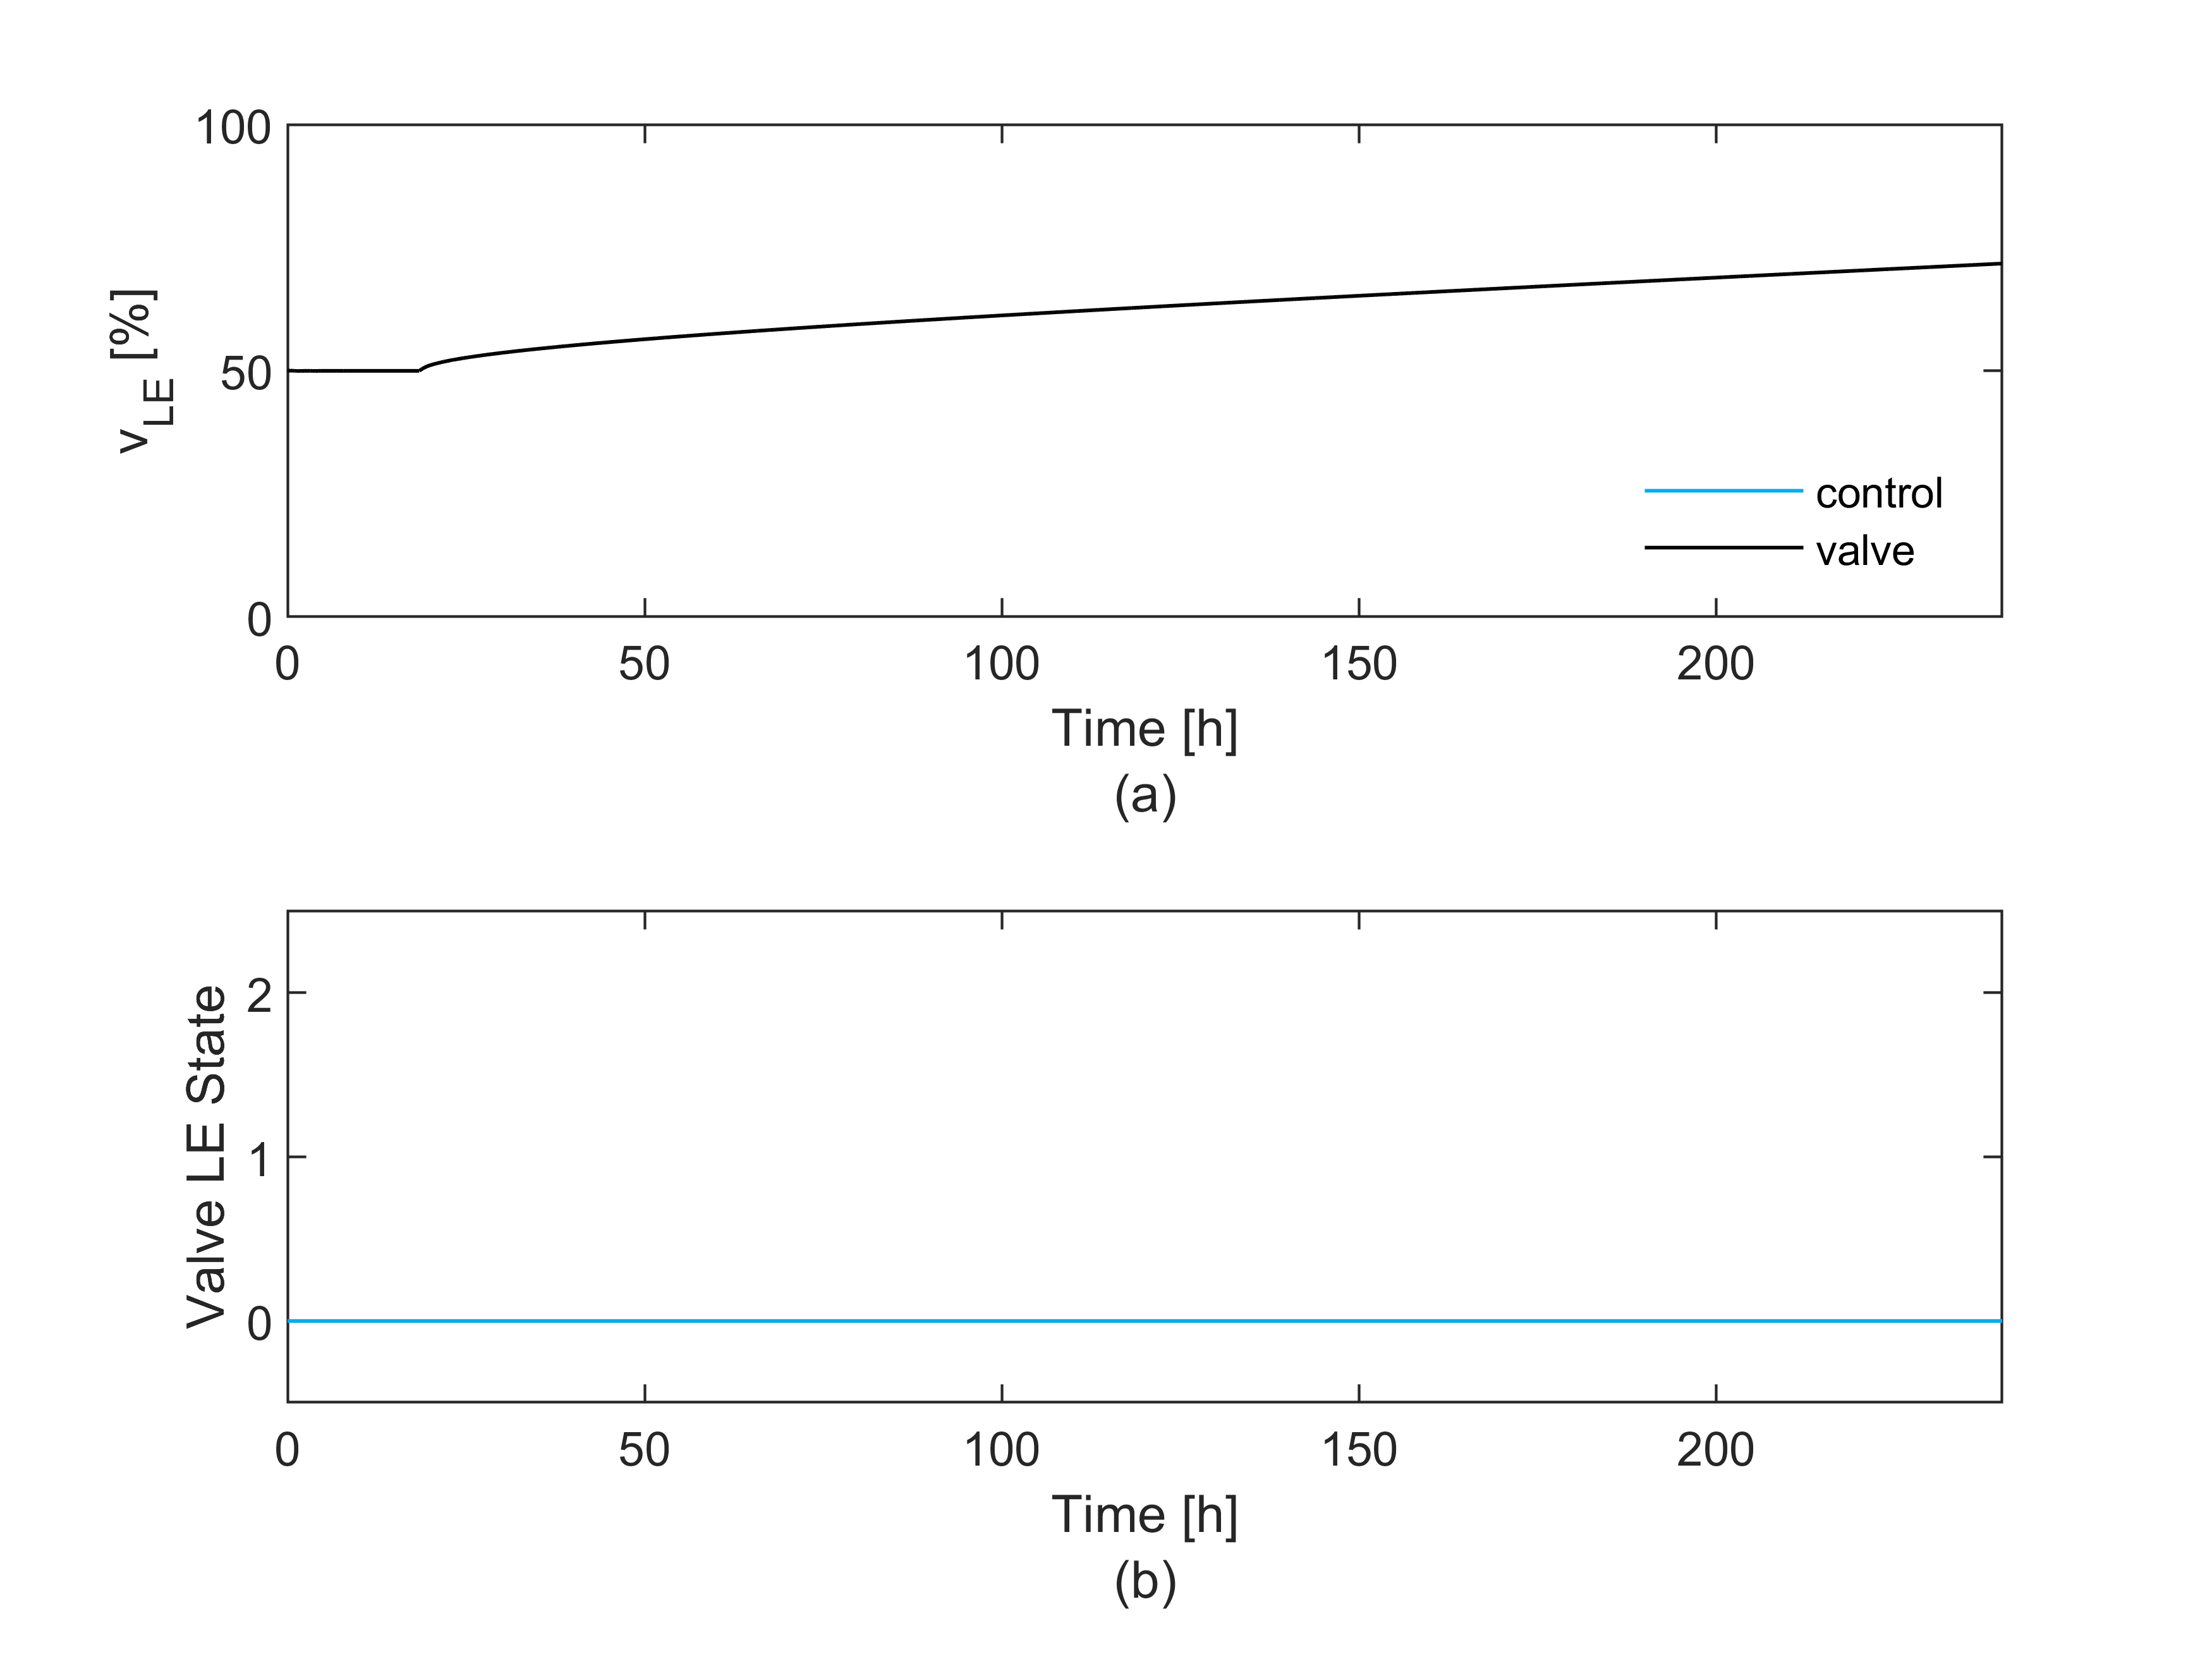 100
50
0
v_LE [%]
control
valve
0 50 100 150 200
Time [h]
(a)
2
1
0
Valve LE State
0 50 100 150 200
Time [h]
(b)